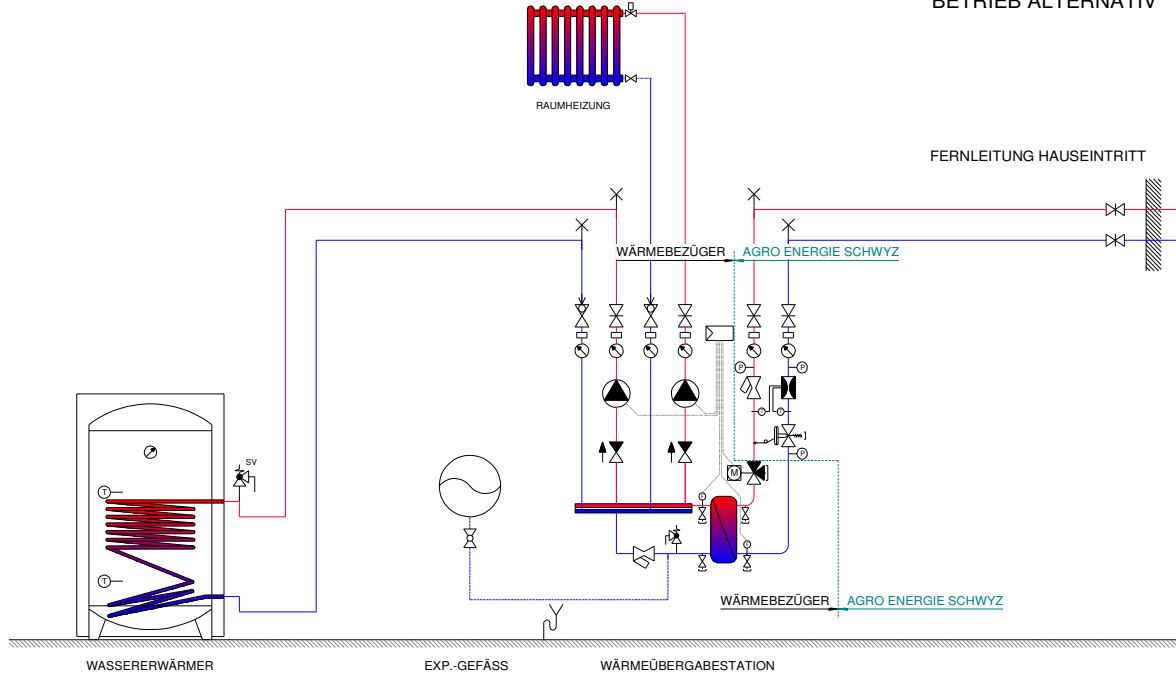 BETRIEB ALTERNATIV
RAUMHEIZUNG
FERNLEITUNG HAUSEINTRITT
WÄRMEBEZÜGER AGRO ENERGIE SCHWYZ
P P
T T
SV
M
P
T
F
F
T
WÄRMEBEZÜGER AGRO ENERGIE SCHWYZ
WASSERERWÄRMER EXP.-GEFÄSS WÄRMEÜBERGABESTATION